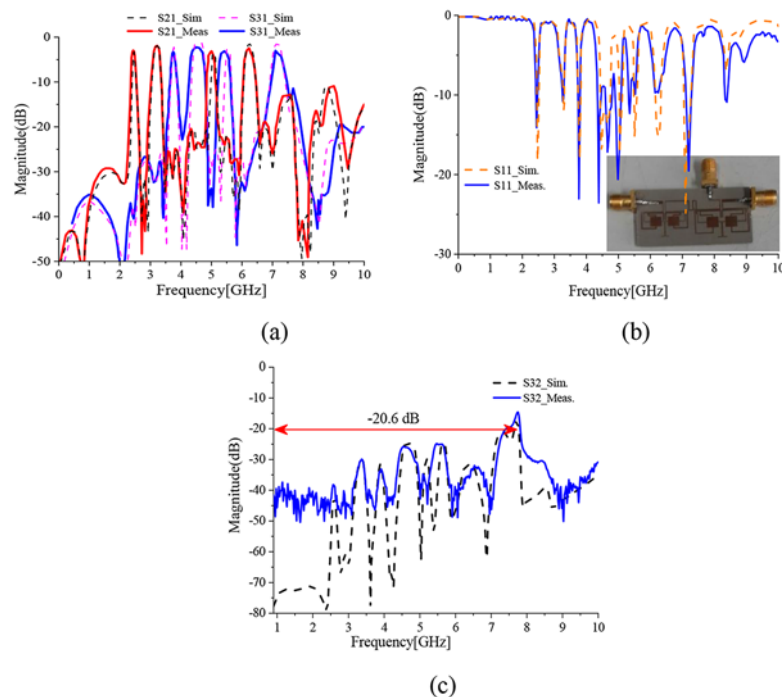 S21_Sim S31_Sim
S21_Meas S31_Meas
0
-10
-20
-30
-40
-50
Magnitude(dB)
0 1 2 3 4 5 6 7 8 9 10
Frequency[GHz]
(a)
0
-10
-20
-30
Magnitude(dB)
S11_Sim.
S11_Meas.
0 1 2 3 4 5 6 7 8 9 10
Frequency[GHz]
(b)
0
-10
-20
-30
-40
-50
-60
-70
-80
Magnitude(dB)
S32_Sim.
S32_Meas.
-20.6 dB
1 2 3 4 5 6 7 8 9 10
Frequency[GHz]
(c)